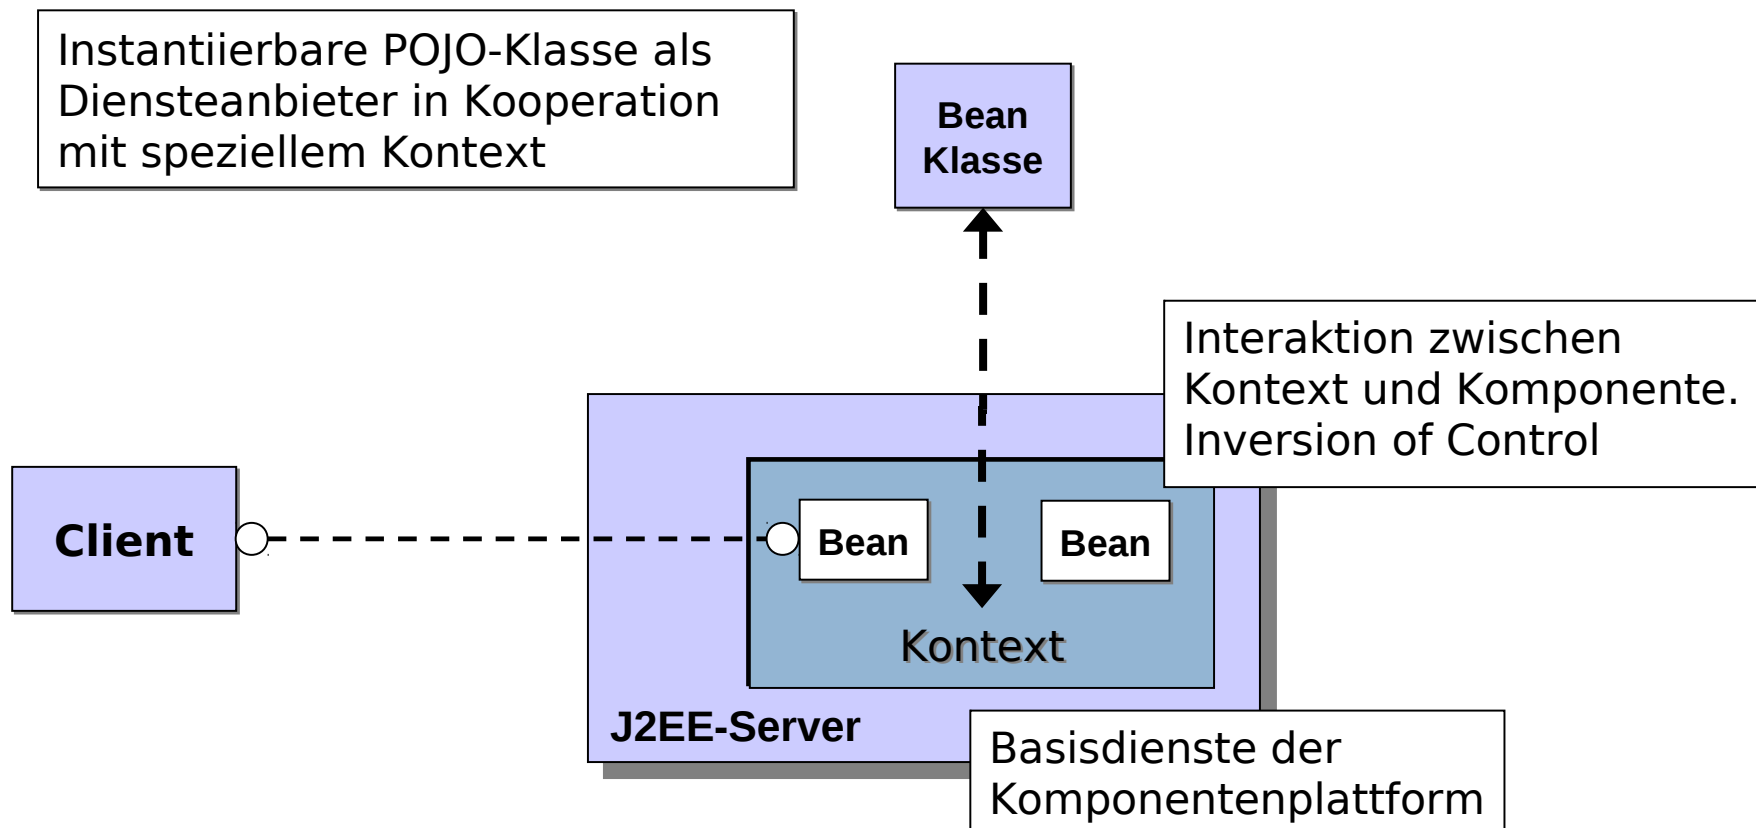 Instantiierbare POJO-Klasse als
Diensteanbieter in Kooperation
mit speziellem Kontext
Bean
Klasse
Interaktion zwischen
Kontext und Komponente.
Inversion of Control
Client
Bean
Bean
Kontext
J2EE-Server
Basisdienste der
Komponentenplattform